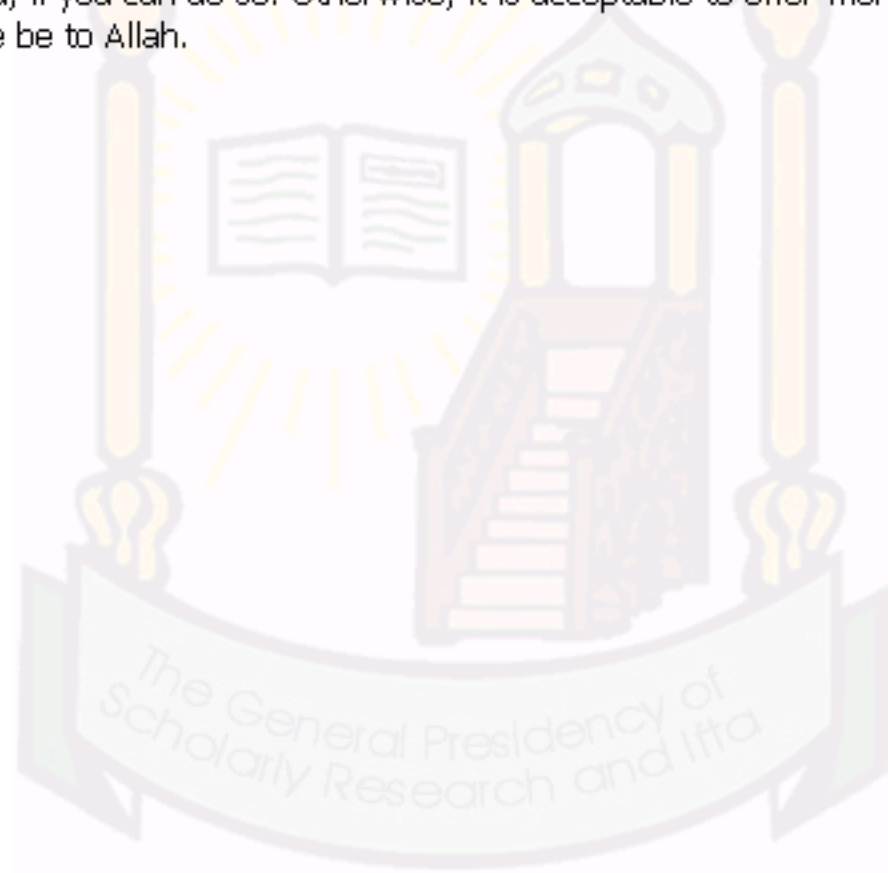 if you can do so. Otherwise, it is acceptable to offer
be to Allah.
The General Presidency of
Scholarly Research and Ifta